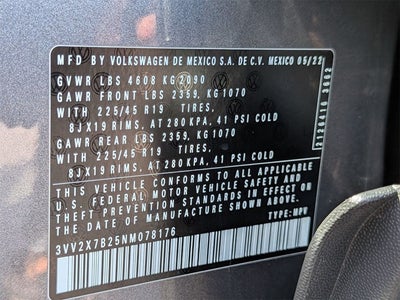 MFD BY VOLKSWAGEN DE MEXICO S.A. DE C.V. MEXICO 05/22
GVWR LBS 4608 KG 2090
GAWR FRONT LBS 2359, KG 1070
WITH 225/45 R19 TIRES,
8JX19 RIMS, AT 280 KPA, 41 PSI COLD
GAWR REAR LBS 2359, KG 1070
WITH 225/45 R19 TIRES,
8JX19 RIMS, AT 280 KPA, 41 PSI COLD
THIS VEHICLE CONFORMS TO ALL APPLICABLE
U.S. FEDERAL MOTOR VEHICLE SAFETY AND
THEFT PREVENTION STANDARDS IN EFFECT ON
THE DATE OF MANUFACTURE SHOWN ABOVE.
3VV2X7B25NM078176 TYPE: MPV